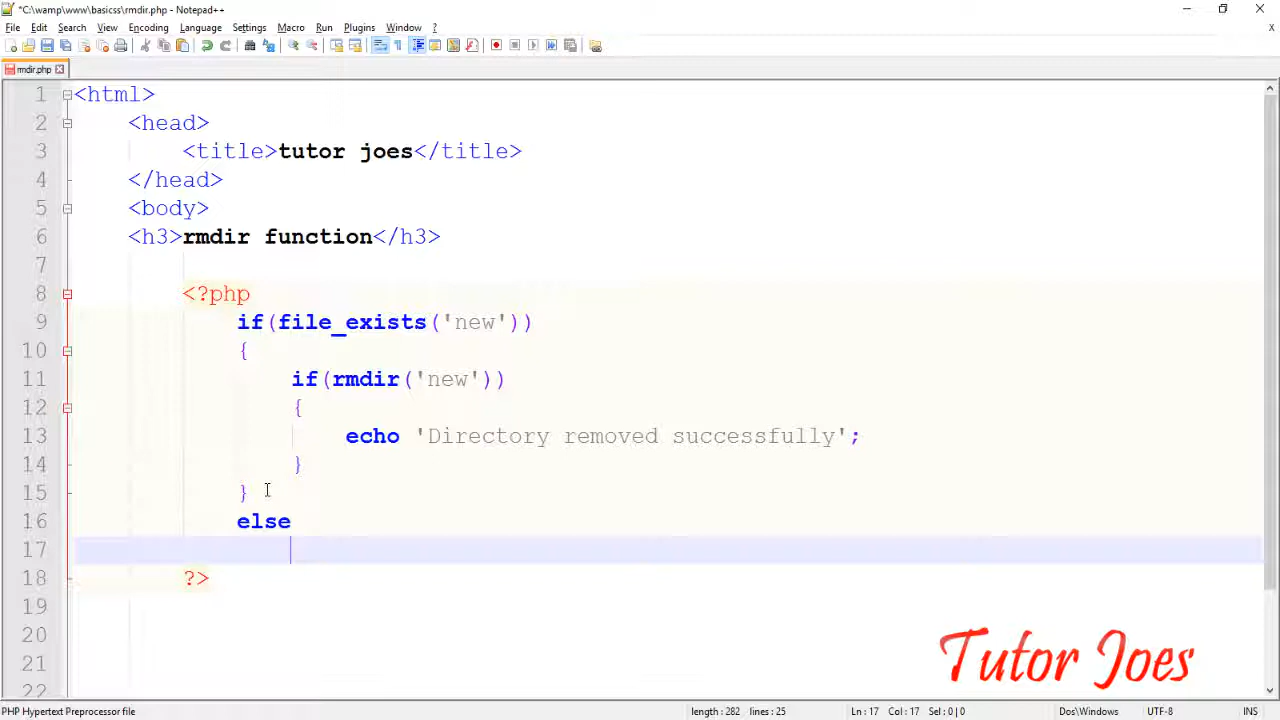 *C:\wamp\www\basicss\rmdir.php - Notepad++
File Edit Search View Encoding Language Settings Macro Run Plugins Window ?
X
rmdir.php
1 <html>
2 <head>
3 <title>tutor joes</title>
4 </head>
5 <body>
6 <h3>rmdir function</h3>
7
8 <?php
9 if(file_exists('new'))
10 {
11 if(rmdir('new'))
12 {
13 echo 'Directory removed successfully';
14 }
15 }
16 else
17
18 ?>
19
20
21
22
Tutor Joes
PHP Hypertext Preprocessor file length : 282 lines : 25 Ln : 17 Col : 17 Sel : 0 | 0 Dos\Windows UTF-8 INS